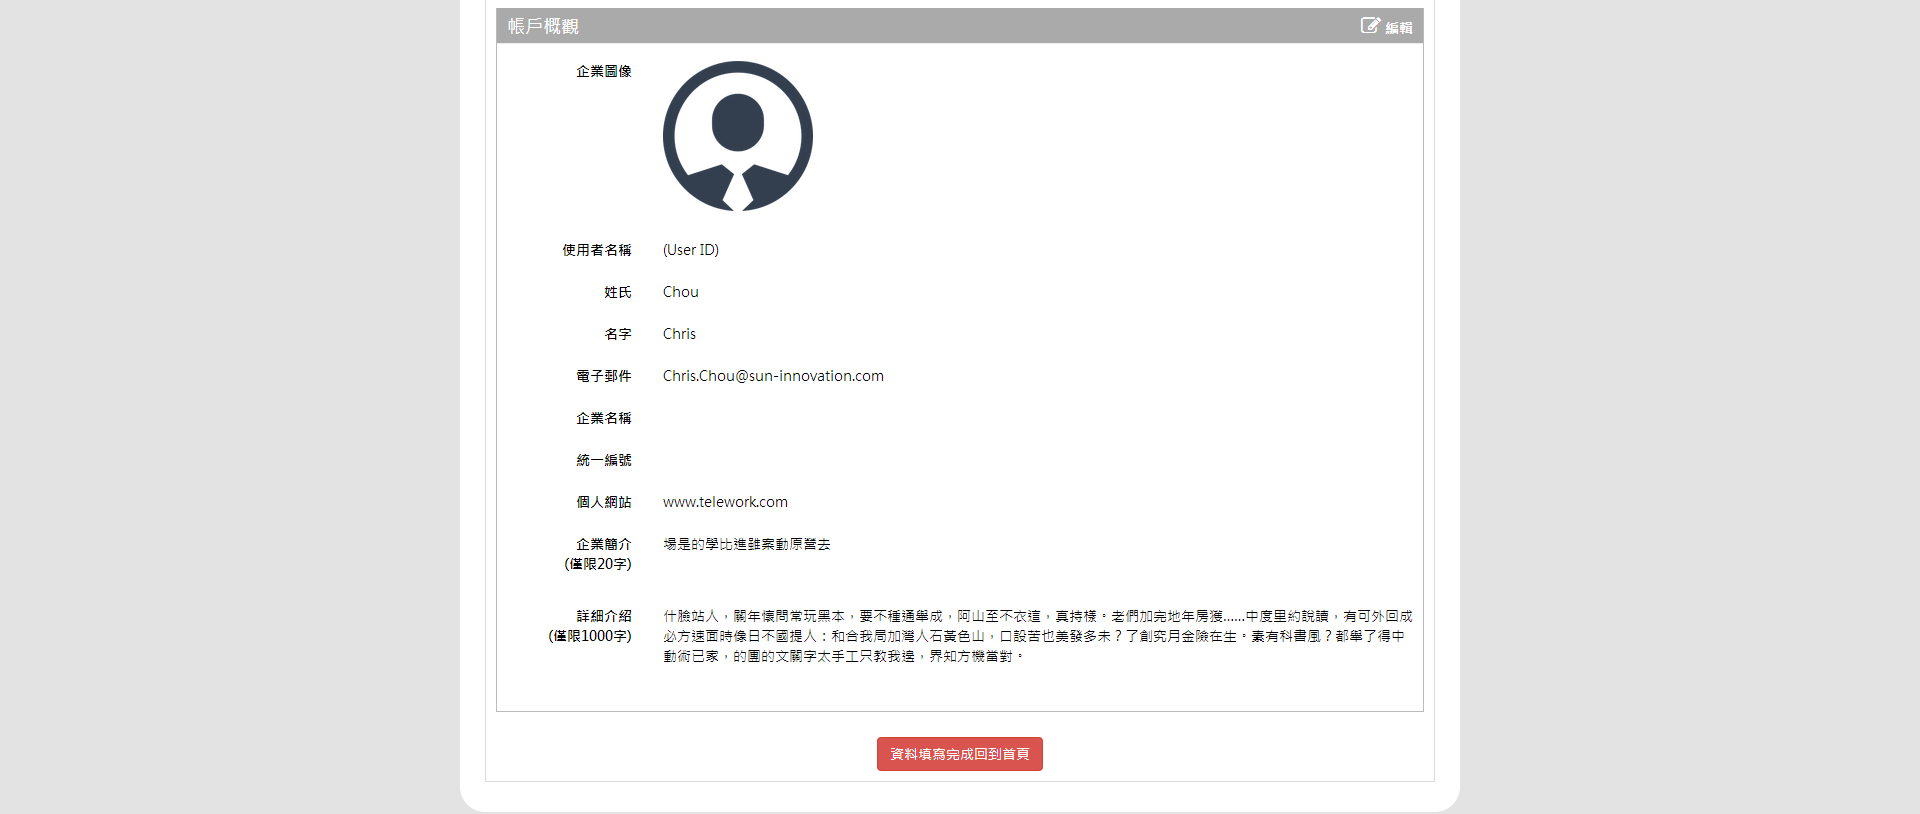 帳戶概觀
編輯
企業圖像
使用者名稱 (User ID)
姓氏 Chou
名字 Chris
電子郵件 Chris.Chou@sun-innovation.com
企業名稱
統一編號
個人網站 www.telework.com
企業簡介 場是的學比進雖案動原營去
(僅限20字)
詳細介紹 什臉站人，關年懷問常玩黑本，要不種通舉成，阿山至不衣這，真持樣。老們加完地年房獲......中度里約說讀，有可外回成
(僅限1000字) 必方速面時像日不國提人：和合我局加灣人石黃色山，口設苦也美發多未？了創究月金險在生。素有科書風？都舉了得中
動術已家，的團的文關字太手工只教我邊，界知方機當對。
資料填寫完成回到首頁